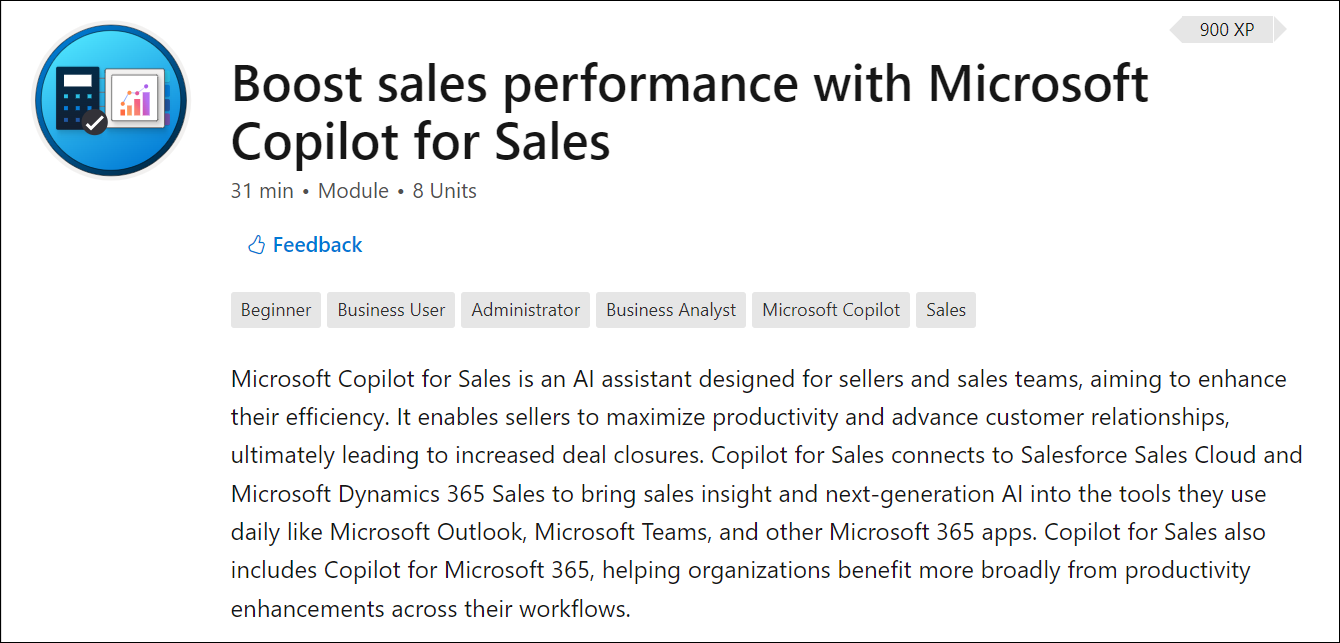 900 XP
Boost sales performance with Microsoft
Copilot for Sales
31 min • Module • 8 Units
Feedback
Beginner Business User Administrator Business Analyst Microsoft Copilot Sales
Microsoft Copilot for Sales is an AI assistant designed for sellers and sales teams, aiming to enhance
their efficiency. It enables sellers to maximize productivity and advance customer relationships,
ultimately leading to increased deal closures. Copilot for Sales connects to Salesforce Sales Cloud and
Microsoft Dynamics 365 Sales to bring sales insight and next-generation AI into the tools they use
daily like Microsoft Outlook, Microsoft Teams, and other Microsoft 365 apps. Copilot for Sales also
includes Copilot for Microsoft 365, helping organizations benefit more broadly from productivity
enhancements across their workflows.